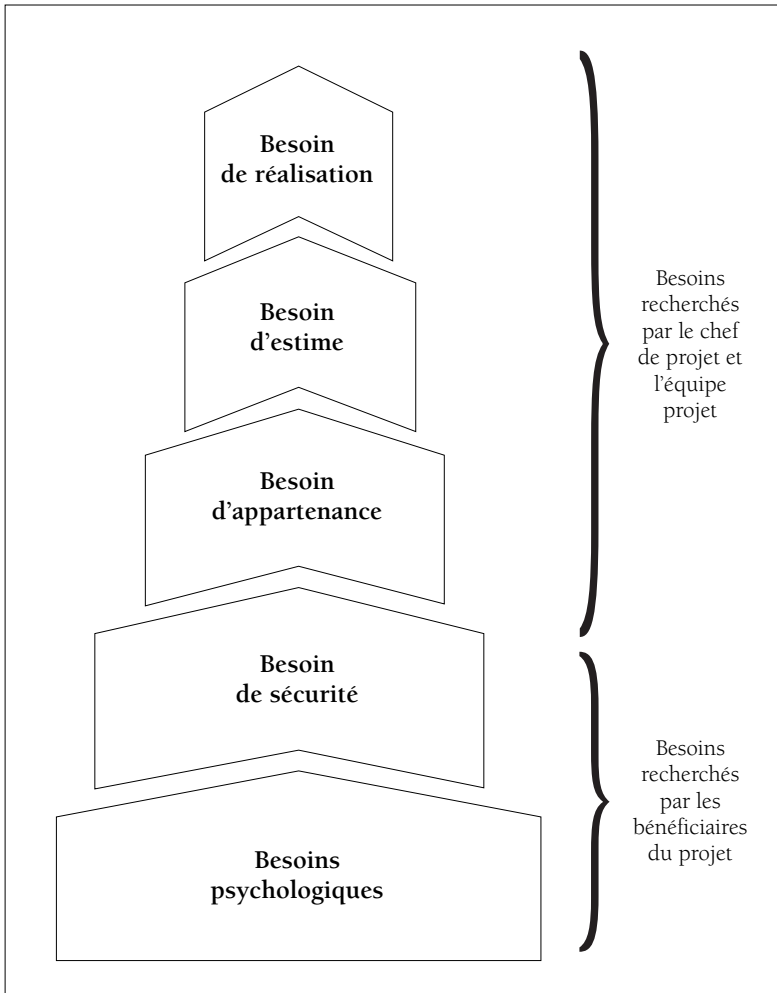 Besoin
de réalisation
Besoin
d'estime
Besoin
d'appartenance
Besoin
de sécurité
Besoins
psychologiques
Besoins
recherchés
par le chef
de projet et
l'équipe
projet
Besoins
recherchés
par les
bénéficiaires
du projet